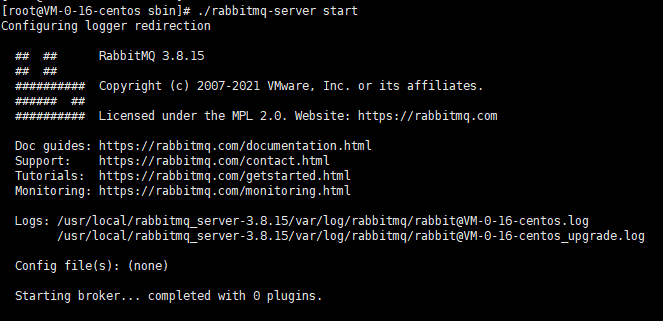 [root@VM-0-16-centos sbin]# ./rabbitmq-server start
Configuring logger redirection
##  ##      RabbitMQ 3.8.15
##  ##
##########  Copyright (c) 2007-2021 VMware, Inc. or its affiliates.
######  ##
##########  Licensed under the MPL 2.0. Website: https://rabbitmq.com
Doc guides: https://rabbitmq.com/documentation.html
Support:    https://rabbitmq.com/contact.html
Tutorials:  https://rabbitmq.com/getstarted.html
Monitoring: https://rabbitmq.com/monitoring.html
Logs: /usr/local/rabbitmq_server-3.8.15/var/log/rabbitmq/rabbit@VM-0-16-centos.log
/usr/local/rabbitmq_server-3.8.15/var/log/rabbitmq/rabbit@VM-0-16-centos_upgrade.log
Config file(s): (none)
Starting broker... completed with 0 plugins.